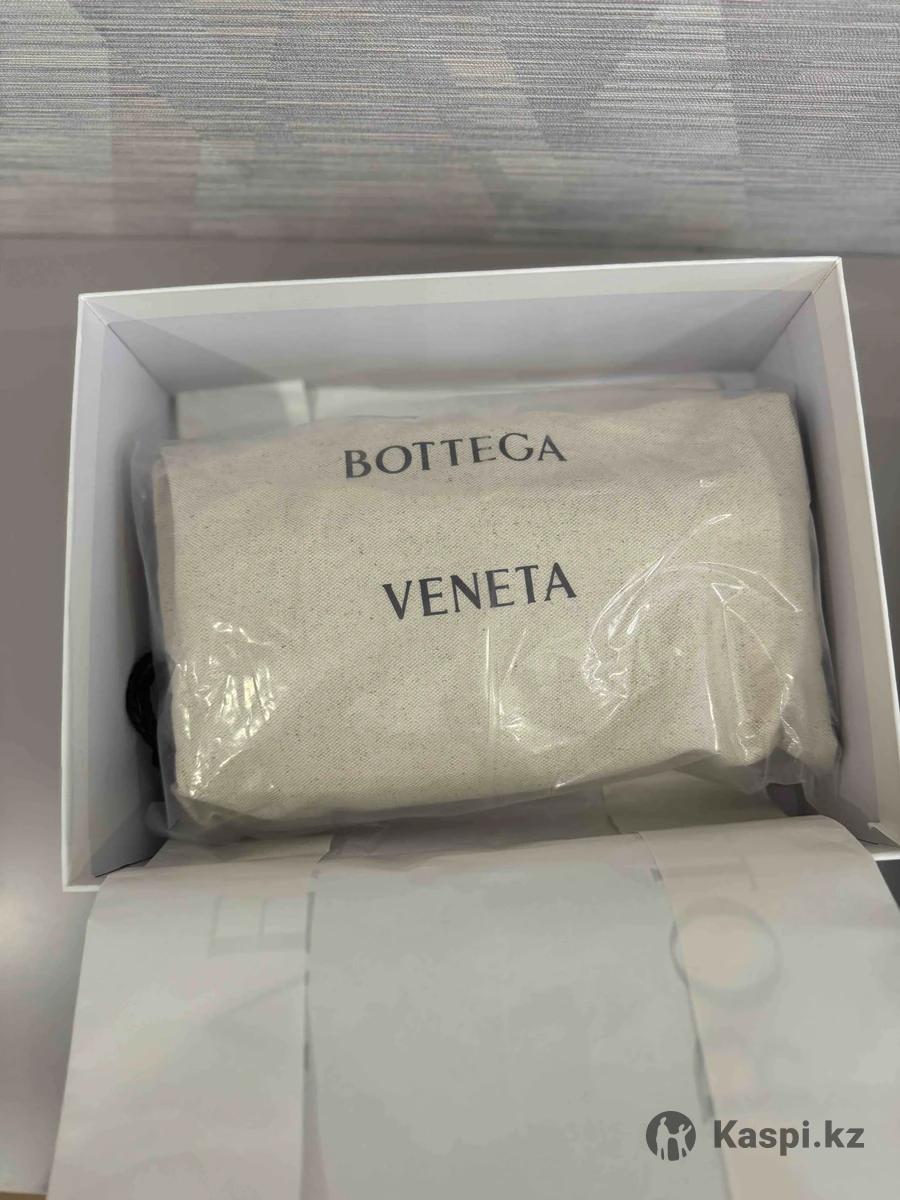 BOTTEGA
VENETA
Kaspi.kz